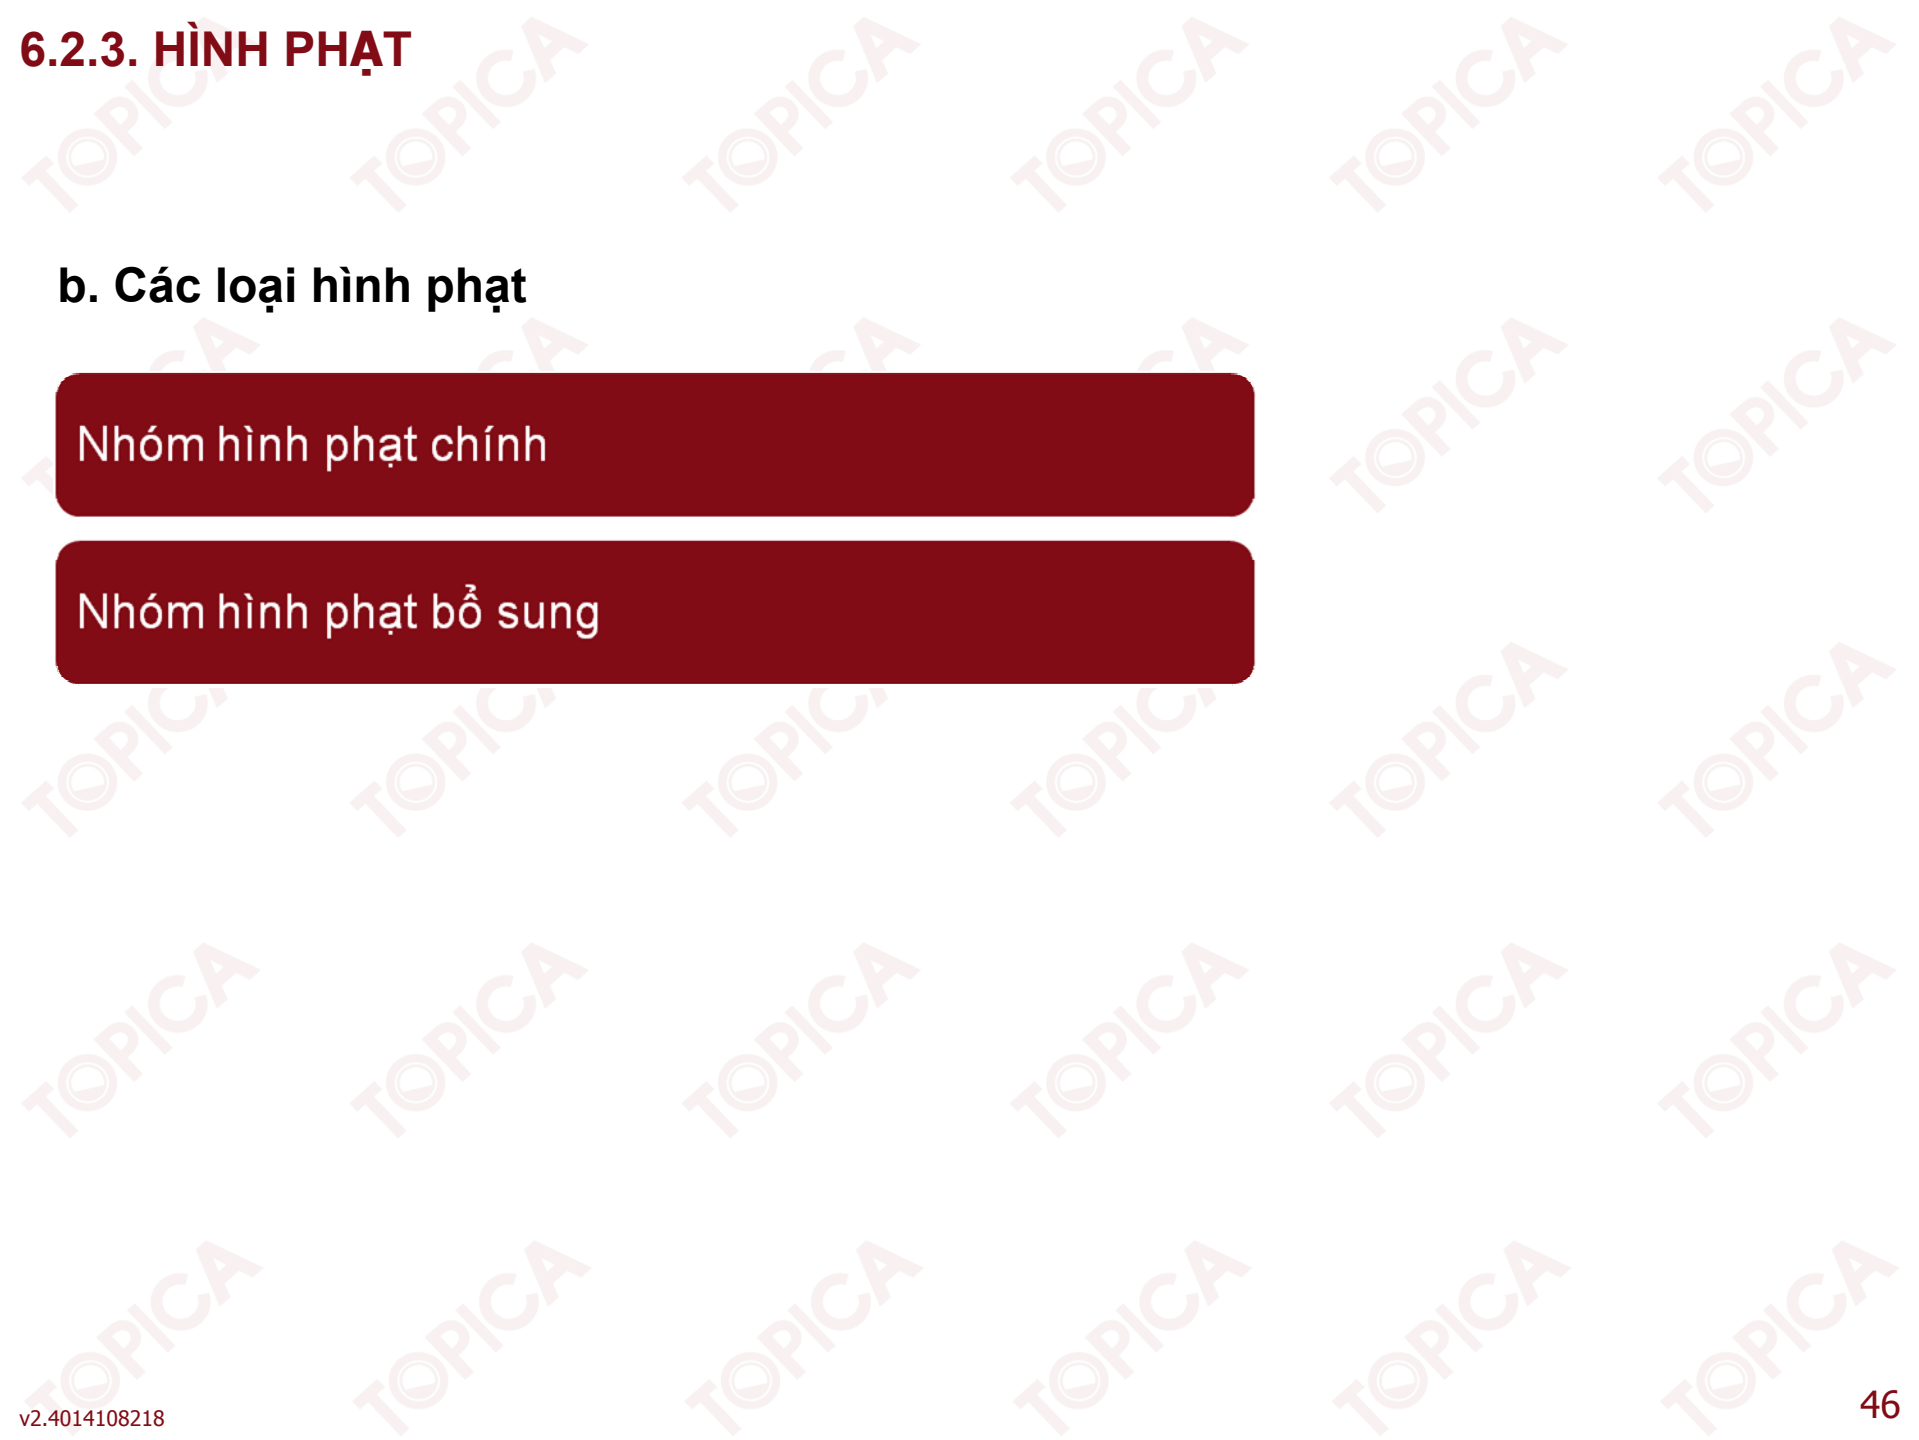 6.2.3. HÌNH PHẠT
b. Các loại hình phạt
Nhóm hình phạt chính
Nhóm hình phạt bổ sung
v2.4014108218
46
TOPICA